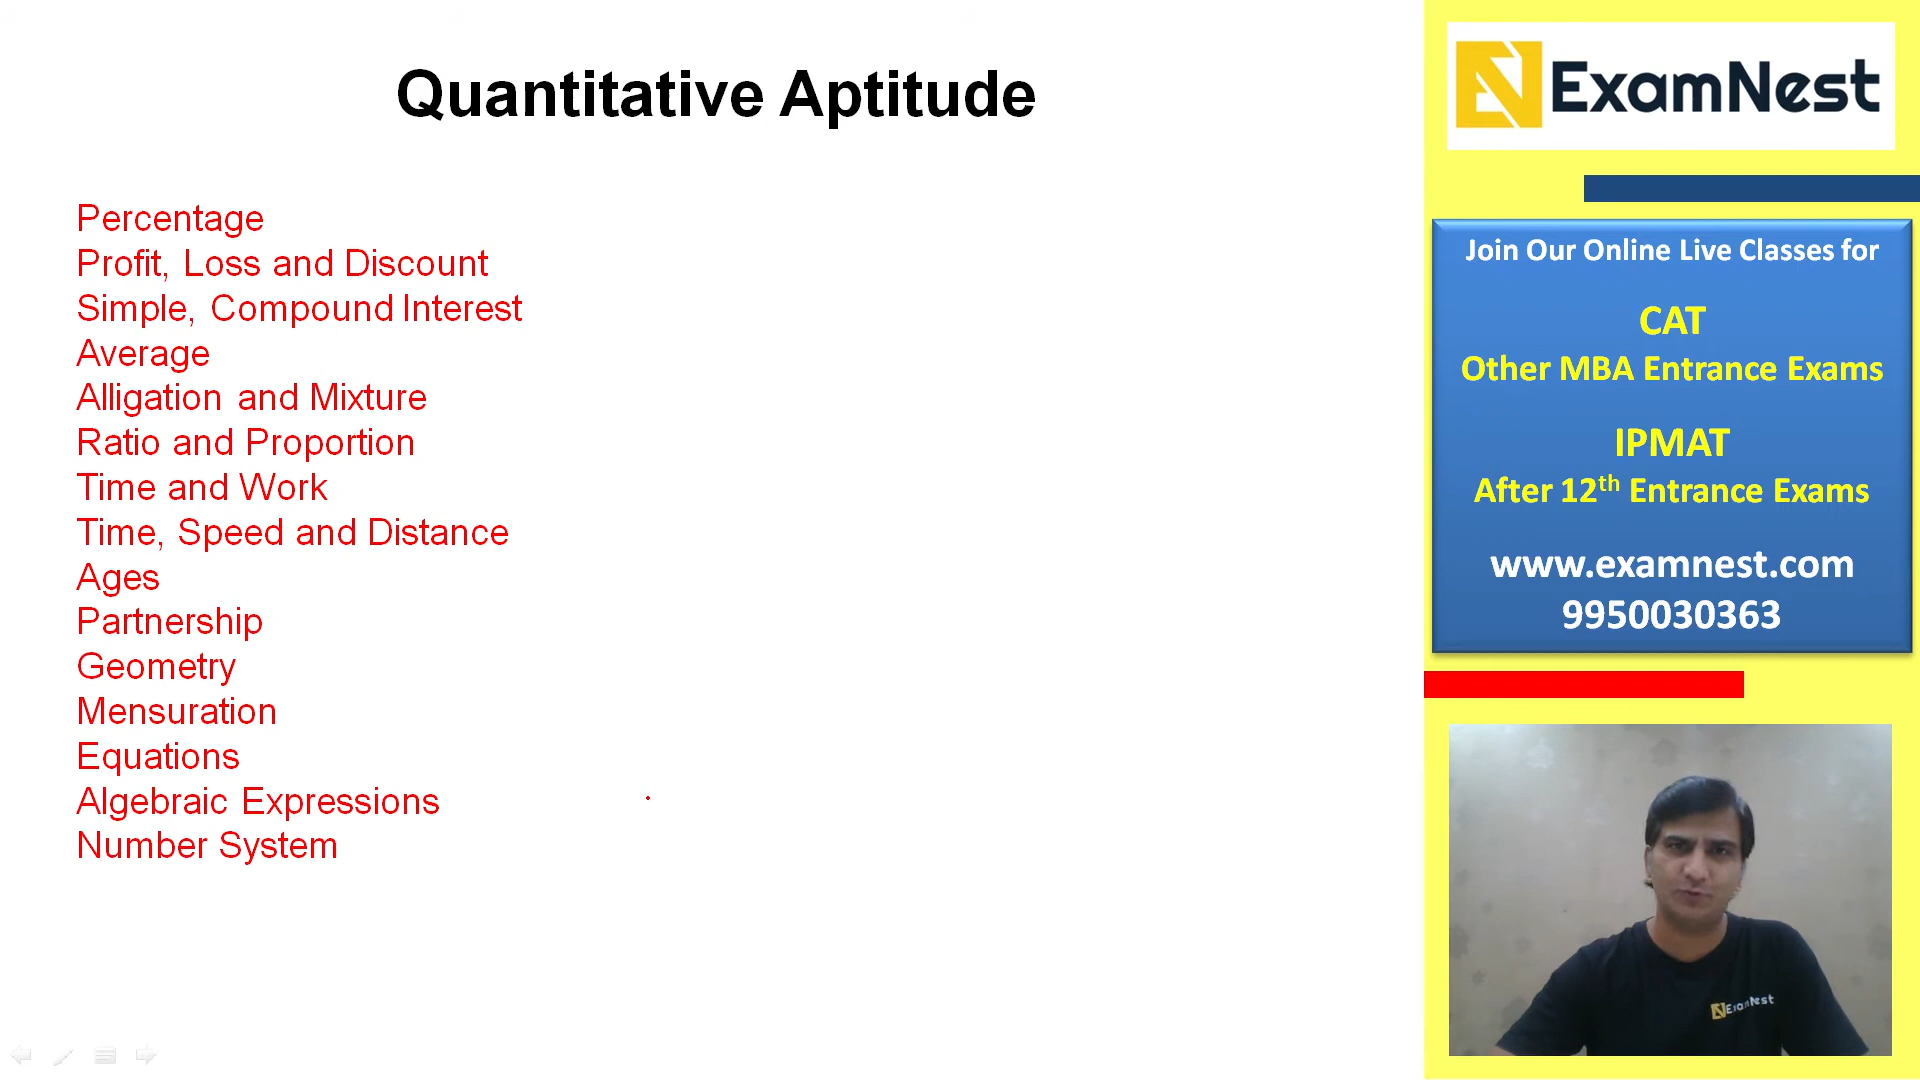 Quantitative Aptitude
Percentage
Profit, Loss and Discount
Simple, Compound Interest
Average
Alligation and Mixture
Ratio and Proportion
Time and Work
Time, Speed and Distance
Ages
Partnership
Geometry
Mensuration
Equations
Algebraic Expressions
Number System
ExamNest
Join Our Online Live Classes for
CAT
Other MBA Entrance Exams
IPMAT
After 12th Entrance Exams
www.examnest.com
9950030363
ExamNest